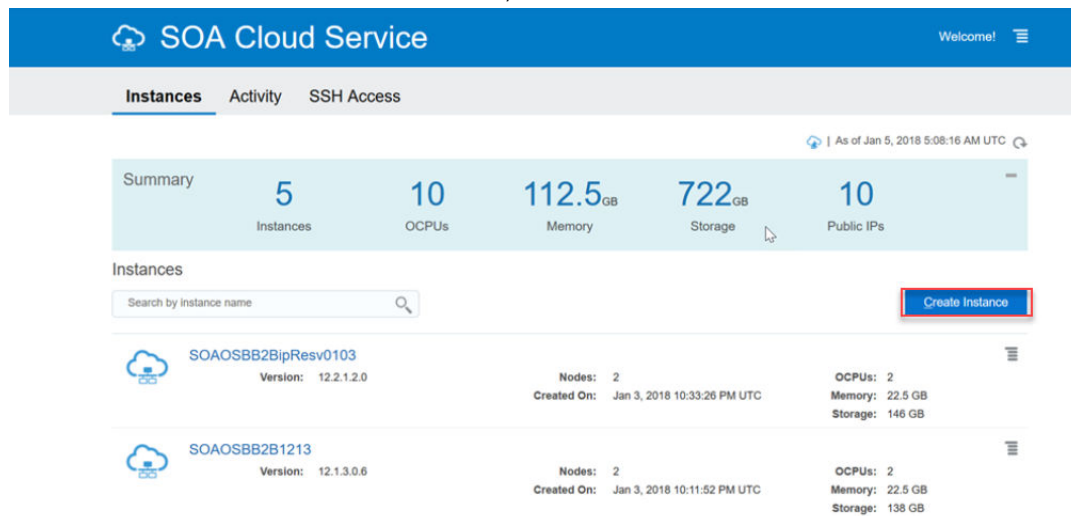 SOA Cloud Service
Welcome!
Instances Activity SSH Access
As of Jan 5, 2018 5:08:16 AM UTC
Summary
5 10 112.5GB 722GB 10
Instances OCPUs Memory Storage Public IPs
Instances
Search by instance name
Create Instance
SOAOSBB2BipResv0103
Version: 12.2.1.2.0 Nodes: 2 OCPUs: 2
Created On: Jan 3, 2018 10:33:26 PM UTC Memory: 22.5 GB
Storage: 146 GB
SOAOSBB2B1213
Version: 12.1.3.0.6 Nodes: 2 OCPUs: 2
Created On: Jan 3, 2018 10:11:52 PM UTC Memory: 22.5 GB
Storage: 138 GB